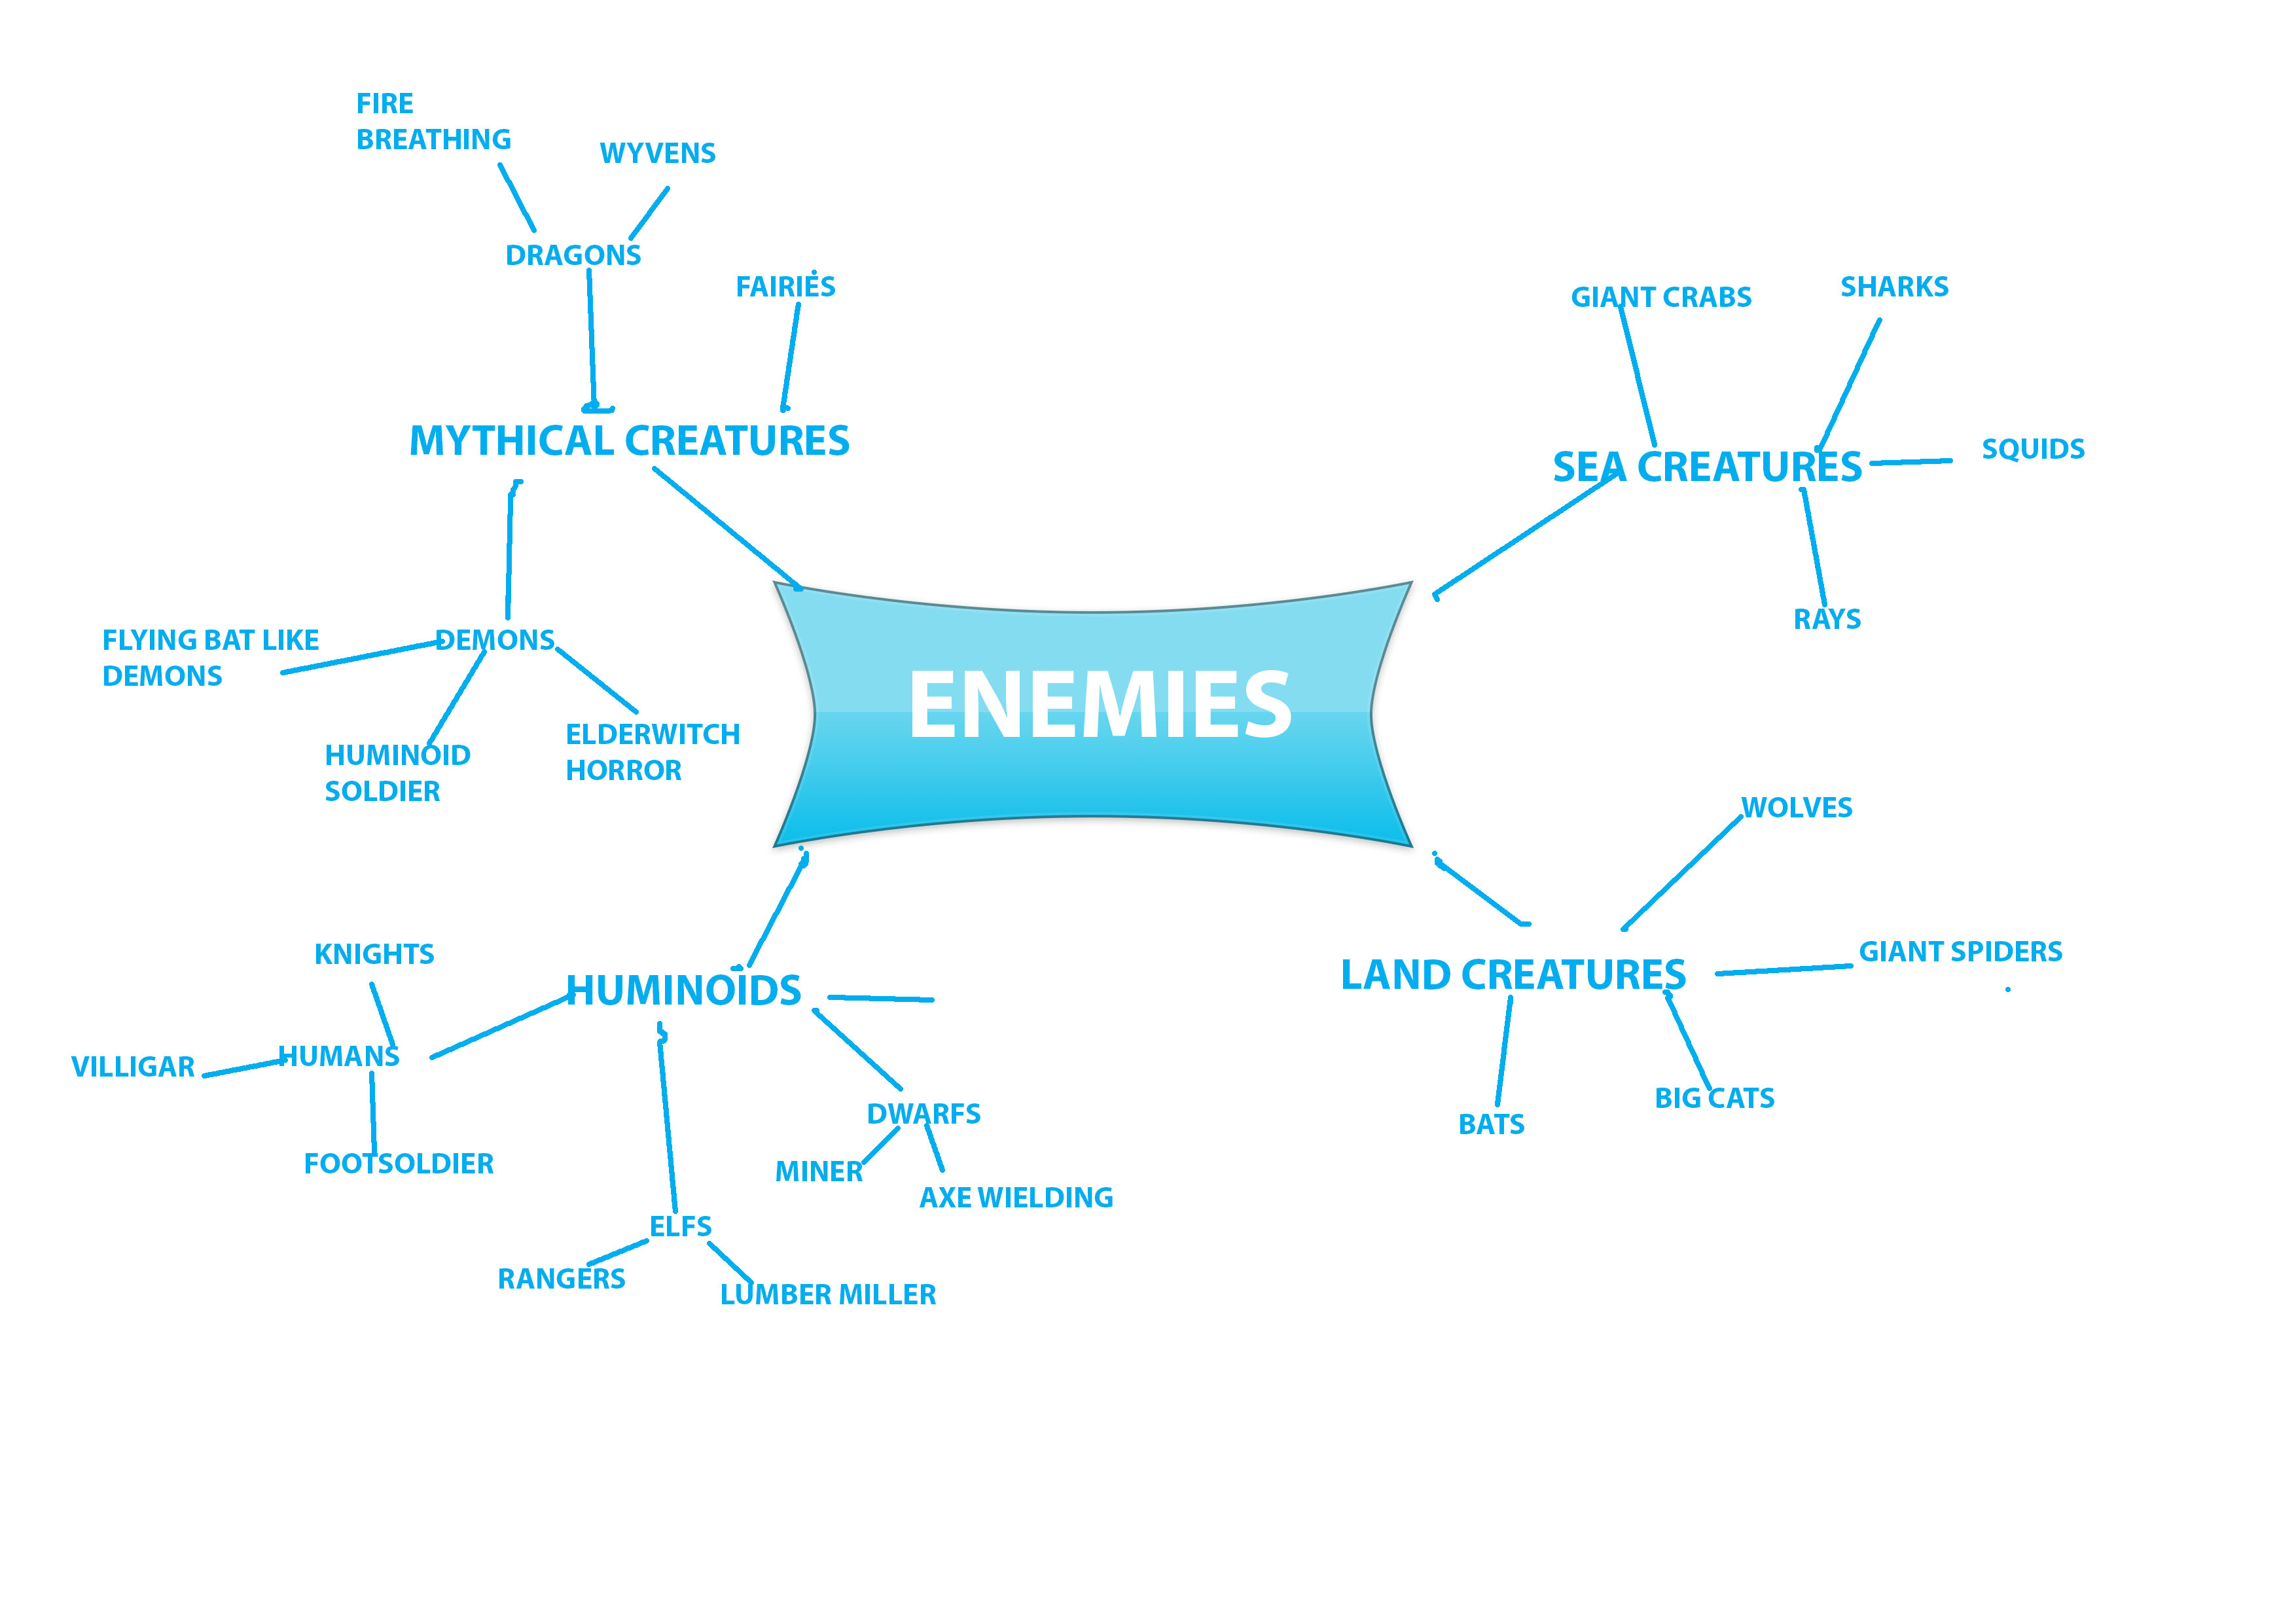 FIRE
BREATHING
WYVENS
DRAGONS
FAIRIES
MYTHICAL CREATURES
FLYING BAT LIKE
DEMONS
DEMONS
HUMINOID
SOLDIER
ELDERWITCH
HORROR
GIANT CRABS
SHARKS
SEA CREATURES
SQUIDS
RAYS
ENEMIES
WOLVES
LAND CREATURES
GIANT SPIDERS
BATS
BIG CATS
KNIGHTS
HUMINOIDS
HUMANS
VILLIGAR
FOOTSOLDIER
DWARFS
MINER
AXE WIELDING
ELFS
RANGERS
LUMBER MILLER